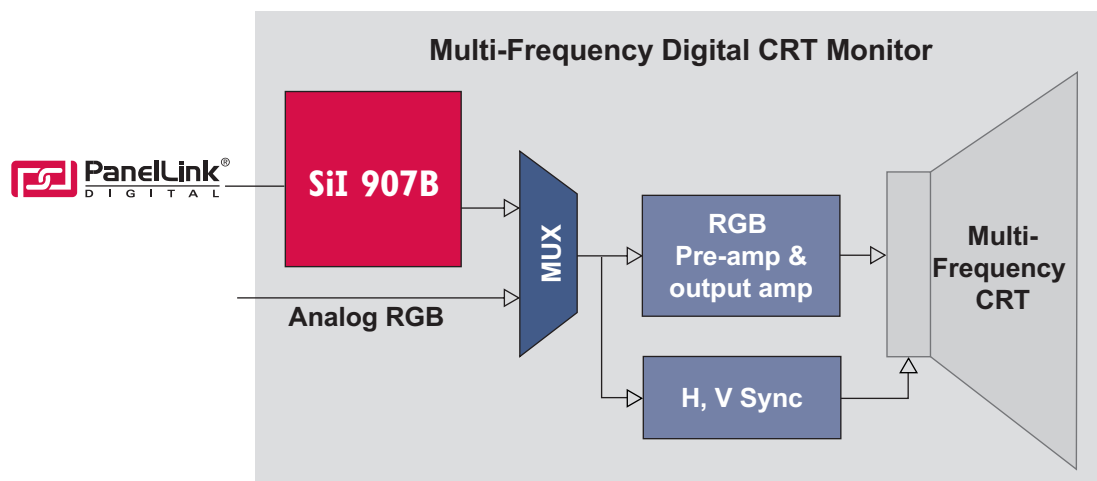 Multi-Frequency Digital CRT Monitor
PanelLink®
DIGITAL
SiI 907B
MUX
RGB
Pre-amp &
output amp
Multi-
Frequency
CRT
Analog RGB
H, V Sync